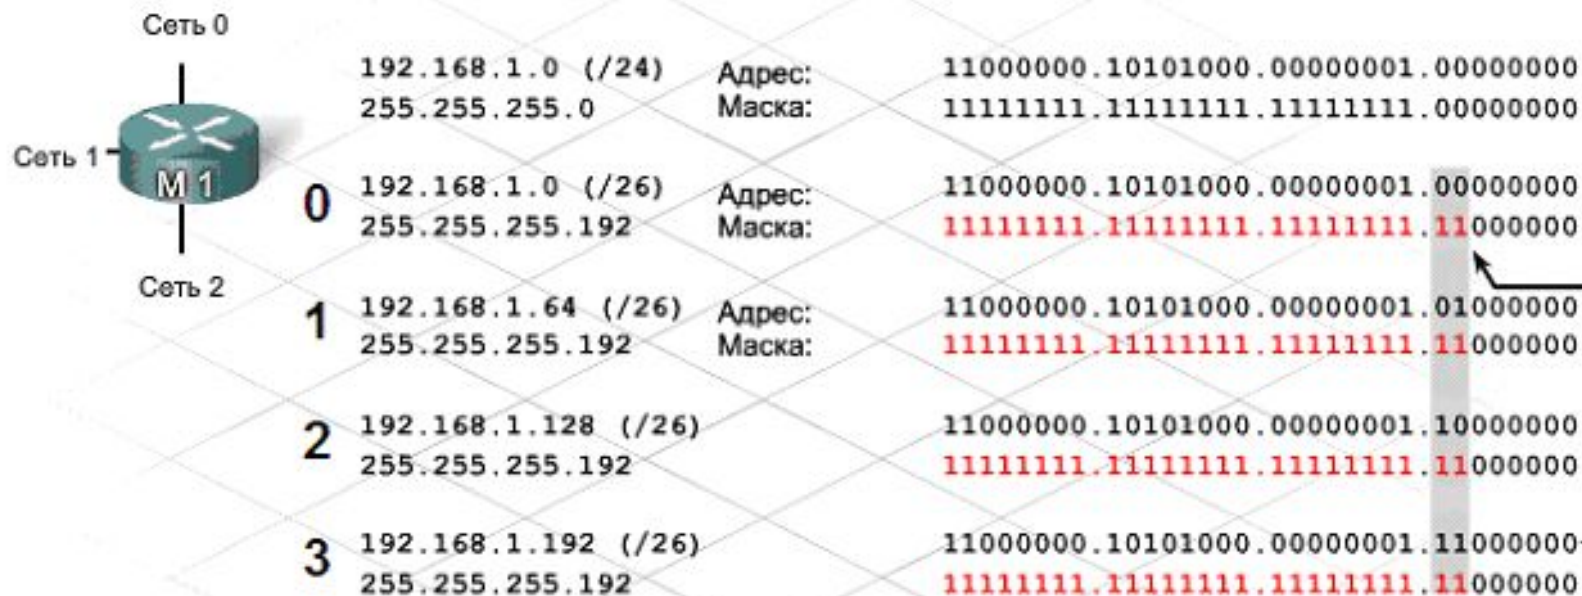 Сеть 0
Сеть 1
М 1
Сеть 2
192.168.1.0 (/24) Адрес: 11000000.10101000.00000001.00000000
255.255.255.0 Маска: 11111111.11111111.11111111.00000000
0
192.168.1.0 (/26) Адрес: 11000000.10101000.00000001.00000000
255.255.255.192 Маска: 11111111.11111111.11111111.11000000
1
192.168.1.64 (/26) Адрес: 11000000.10101000.00000001.01000000
255.255.255.192 Маска: 11111111.11111111.11111111.11000000
2
192.168.1.128 (/26) 11000000.10101000.00000001.10000000
255.255.255.192 11111111.11111111.11111111.11000000
3
192.168.1.192 (/26) 11000000.10101000.00000001.11000000
255.255.255.192 11111111.11111111.11111111.11000000